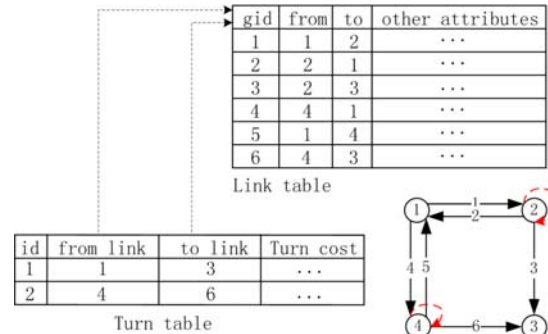 gid from to other attributes
1 1 2 ...
2 2 1 ...
3 2 3 ...
4 4 1 ...
5 1 4 ...
6 4 3 ...
Link table
id from link to link Turn cost
1 1 3 ...
2 4 6 ...
Turn table
1 1 2
2
4 5 3
4 6 3